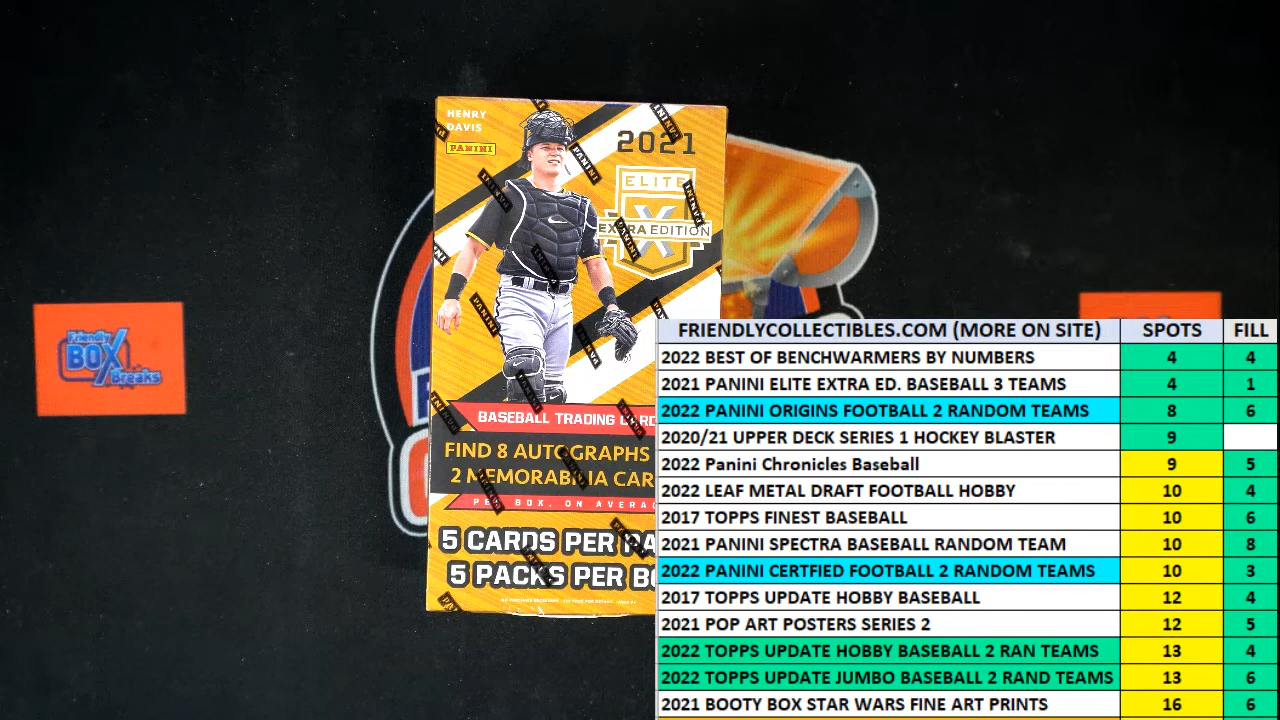 HENRY
DAVIS
PANINI
2021
ELITE
EXTRA EDITION
BASEBALL TRADING CARD
FIND 8 AUTOGRAPHS
2 MEMORABILIA CAR
PER BOX, ON AVERAG
5 CARDS PER PA
5 PACKS PER BO
Friendly
BOX
Breaks
FRIENDLYCOLLECTIBLES.COM (MORE ON SITE) SPOTS FILL
2022 BEST OF BENCHWARMERS BY NUMBERS 4 4
2021 PANINI ELITE EXTRA ED. BASEBALL 3 TEAMS 4 1
2022 PANINI ORIGINS FOOTBALL 2 RANDOM TEAMS 8 6
2020/21 UPPER DECK SERIES 1 HOCKEY BLASTER 9
2022 Panini Chronicles Baseball 9 5
2022 LEAF METAL DRAFT FOOTBALL HOBBY 10 4
2017 TOPPS FINEST BASEBALL 10 6
2021 PANINI SPECTRA BASEBALL RANDOM TEAM 10 8
2022 PANINI CERTFIED FOOTBALL 2 RANDOM TEAMS 10 3
2017 TOPPS UPDATE HOBBY BASEBALL 12 4
2021 POP ART POSTERS SERIES 2 12 5
2022 TOPPS UPDATE HOBBY BASEBALL 2 RAN TEAMS 13 4
2022 TOPPS UPDATE JUMBO BASEBALL 2 RAND TEAMS 13 6
2021 BOOTY BOX STAR WARS FINE ART PRINTS 16 6